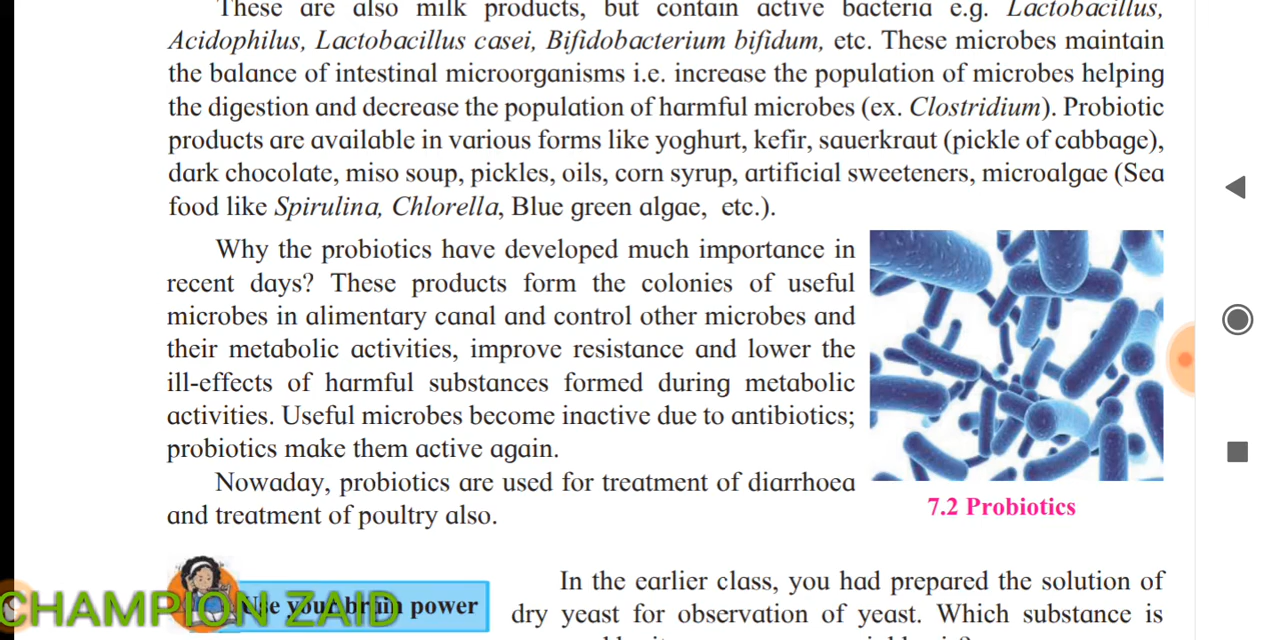 These are also milk products, but contain active bacteria e.g. Lactobacillus,
Acidophilus, Lactobacillus casei, Bifidobacterium bifidum, etc. These microbes maintain
the balance of intestinal microorganisms i.e. increase the population of microbes helping
the digestion and decrease the population of harmful microbes (ex. Clostridium). Probiotic
products are available in various forms like yoghurt, kefir, sauerkraut (pickle of cabbage),
dark chocolate, miso soup, pickles, oils, corn syrup, artificial sweeteners, microalgae (Sea
food like Spirulina, Chlorella, Blue green algae, etc.).
Why the probiotics have developed much importance in
recent days? These products form the colonies of useful
microbes in alimentary canal and control other microbes and
their metabolic activities, improve resistance and lower the
ill-effects of harmful substances formed during metabolic
activities. Useful microbes become inactive due to antibiotics;
probiotics make them active again.
Nowaday, probiotics are used for treatment of diarrhoea
and treatment of poultry also.
7.2 Probiotics
Use your brain power
CHAMPION ZAID
In the earlier class, you had prepared the solution of
dry yeast for observation of yeast. Which substance is